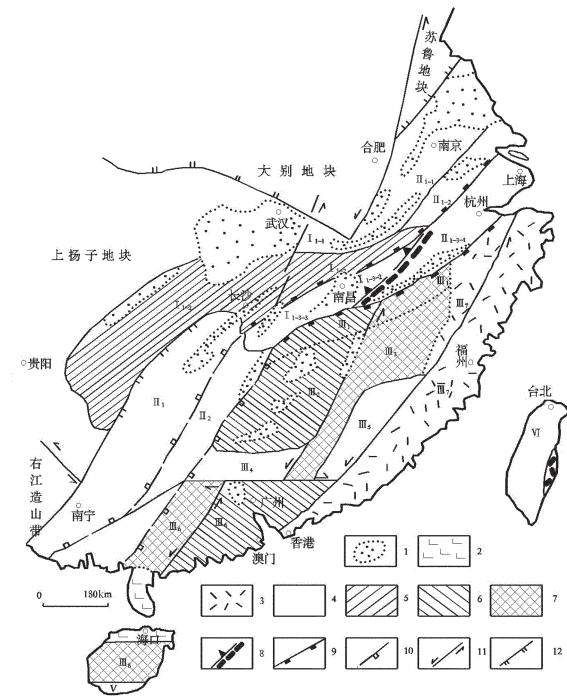 苏鲁地块
合肥
南京
大别地块
上海
Ⅱ₁₋₁
Ⅱ₁₋₂
杭州
武汉
Ⅰ₁₋₁
上扬子地块
Ⅰ₁₋₂
长沙
南昌
Ⅰ₁₋₃₋₂
Ⅰ₁₋₃₋₃
Ⅲ₁
Ⅲ₁
Ⅲ₇
Ⅲ₃
福州
贵阳
Ⅲ₂
Ⅲ₇
台北
Ⅱ₁
Ⅱ₂
Ⅲ₅
Ⅵ
Ⅲ₄
右江造山带
南宁
广州
Ⅲ₆
Ⅲ₆
香港
澳门
0 180km
海口
Ⅲ₈
Ⅴ
1 2
3 4 5 6 7
8 9 10 11 12